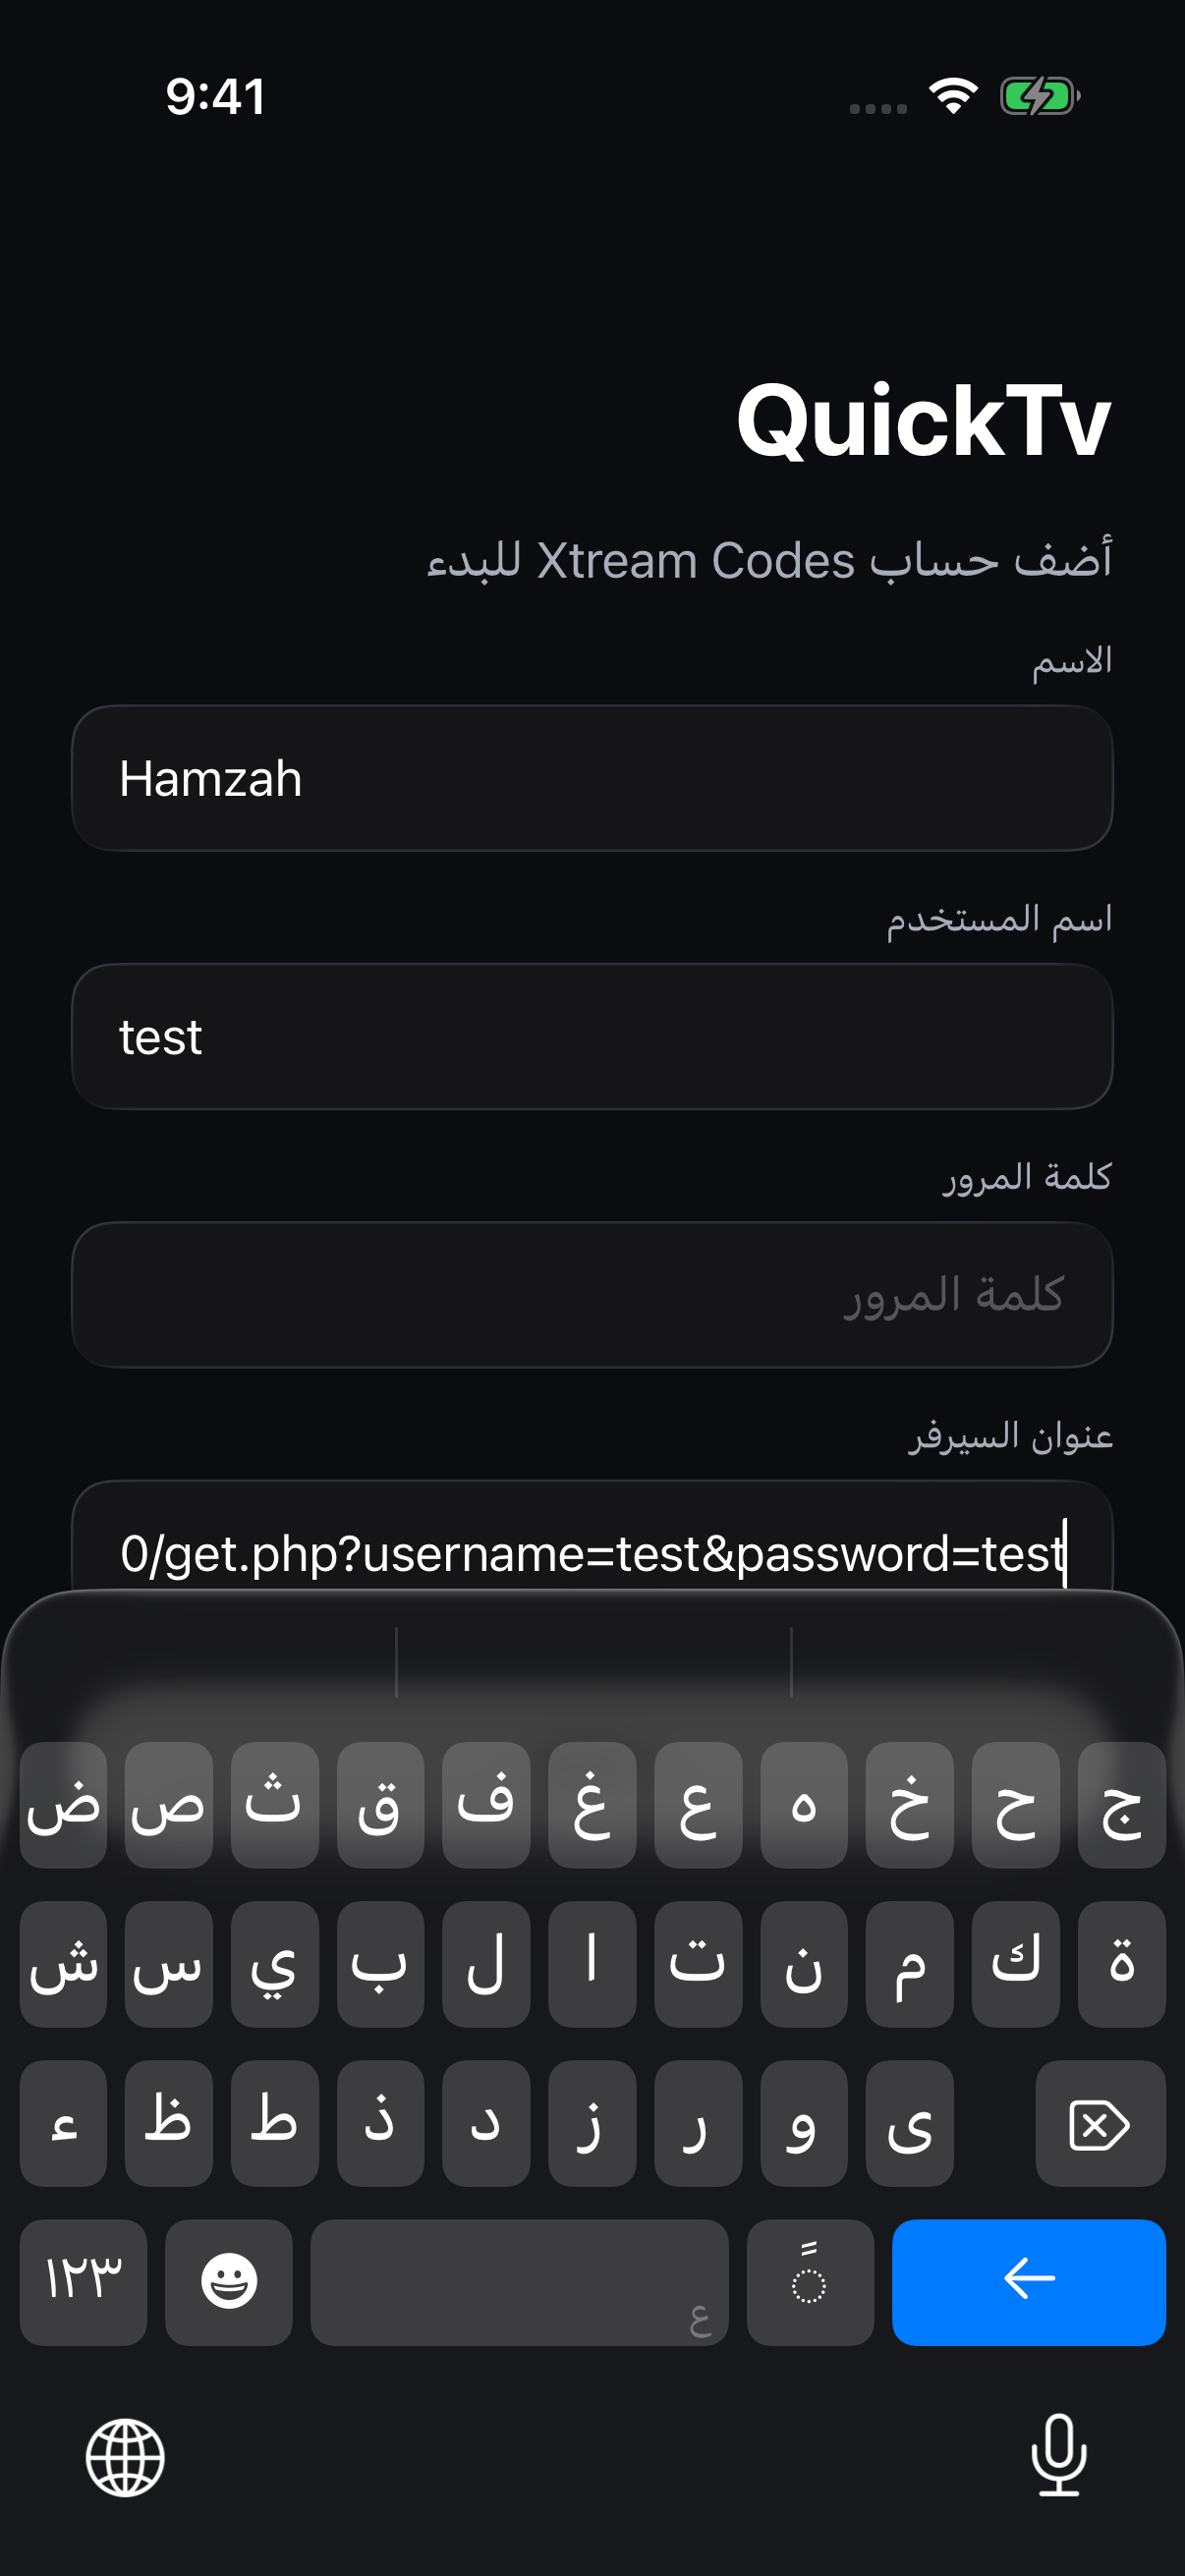 9:41
QuickTv
أضف حساب Xtream Codes للبدء
الاسم
Hamzah
اسم المستخدم
test
كلمة المرور
كلمة المرور
عنوان السيرفر
0/get.php?username=test&password=test
ض ص ث ق ف غ ع ه خ ح ج
ش س ي ب ل ا ت ن م ك ة
ء ظ ط ذ د ز ر و ى
١٢٣
ع